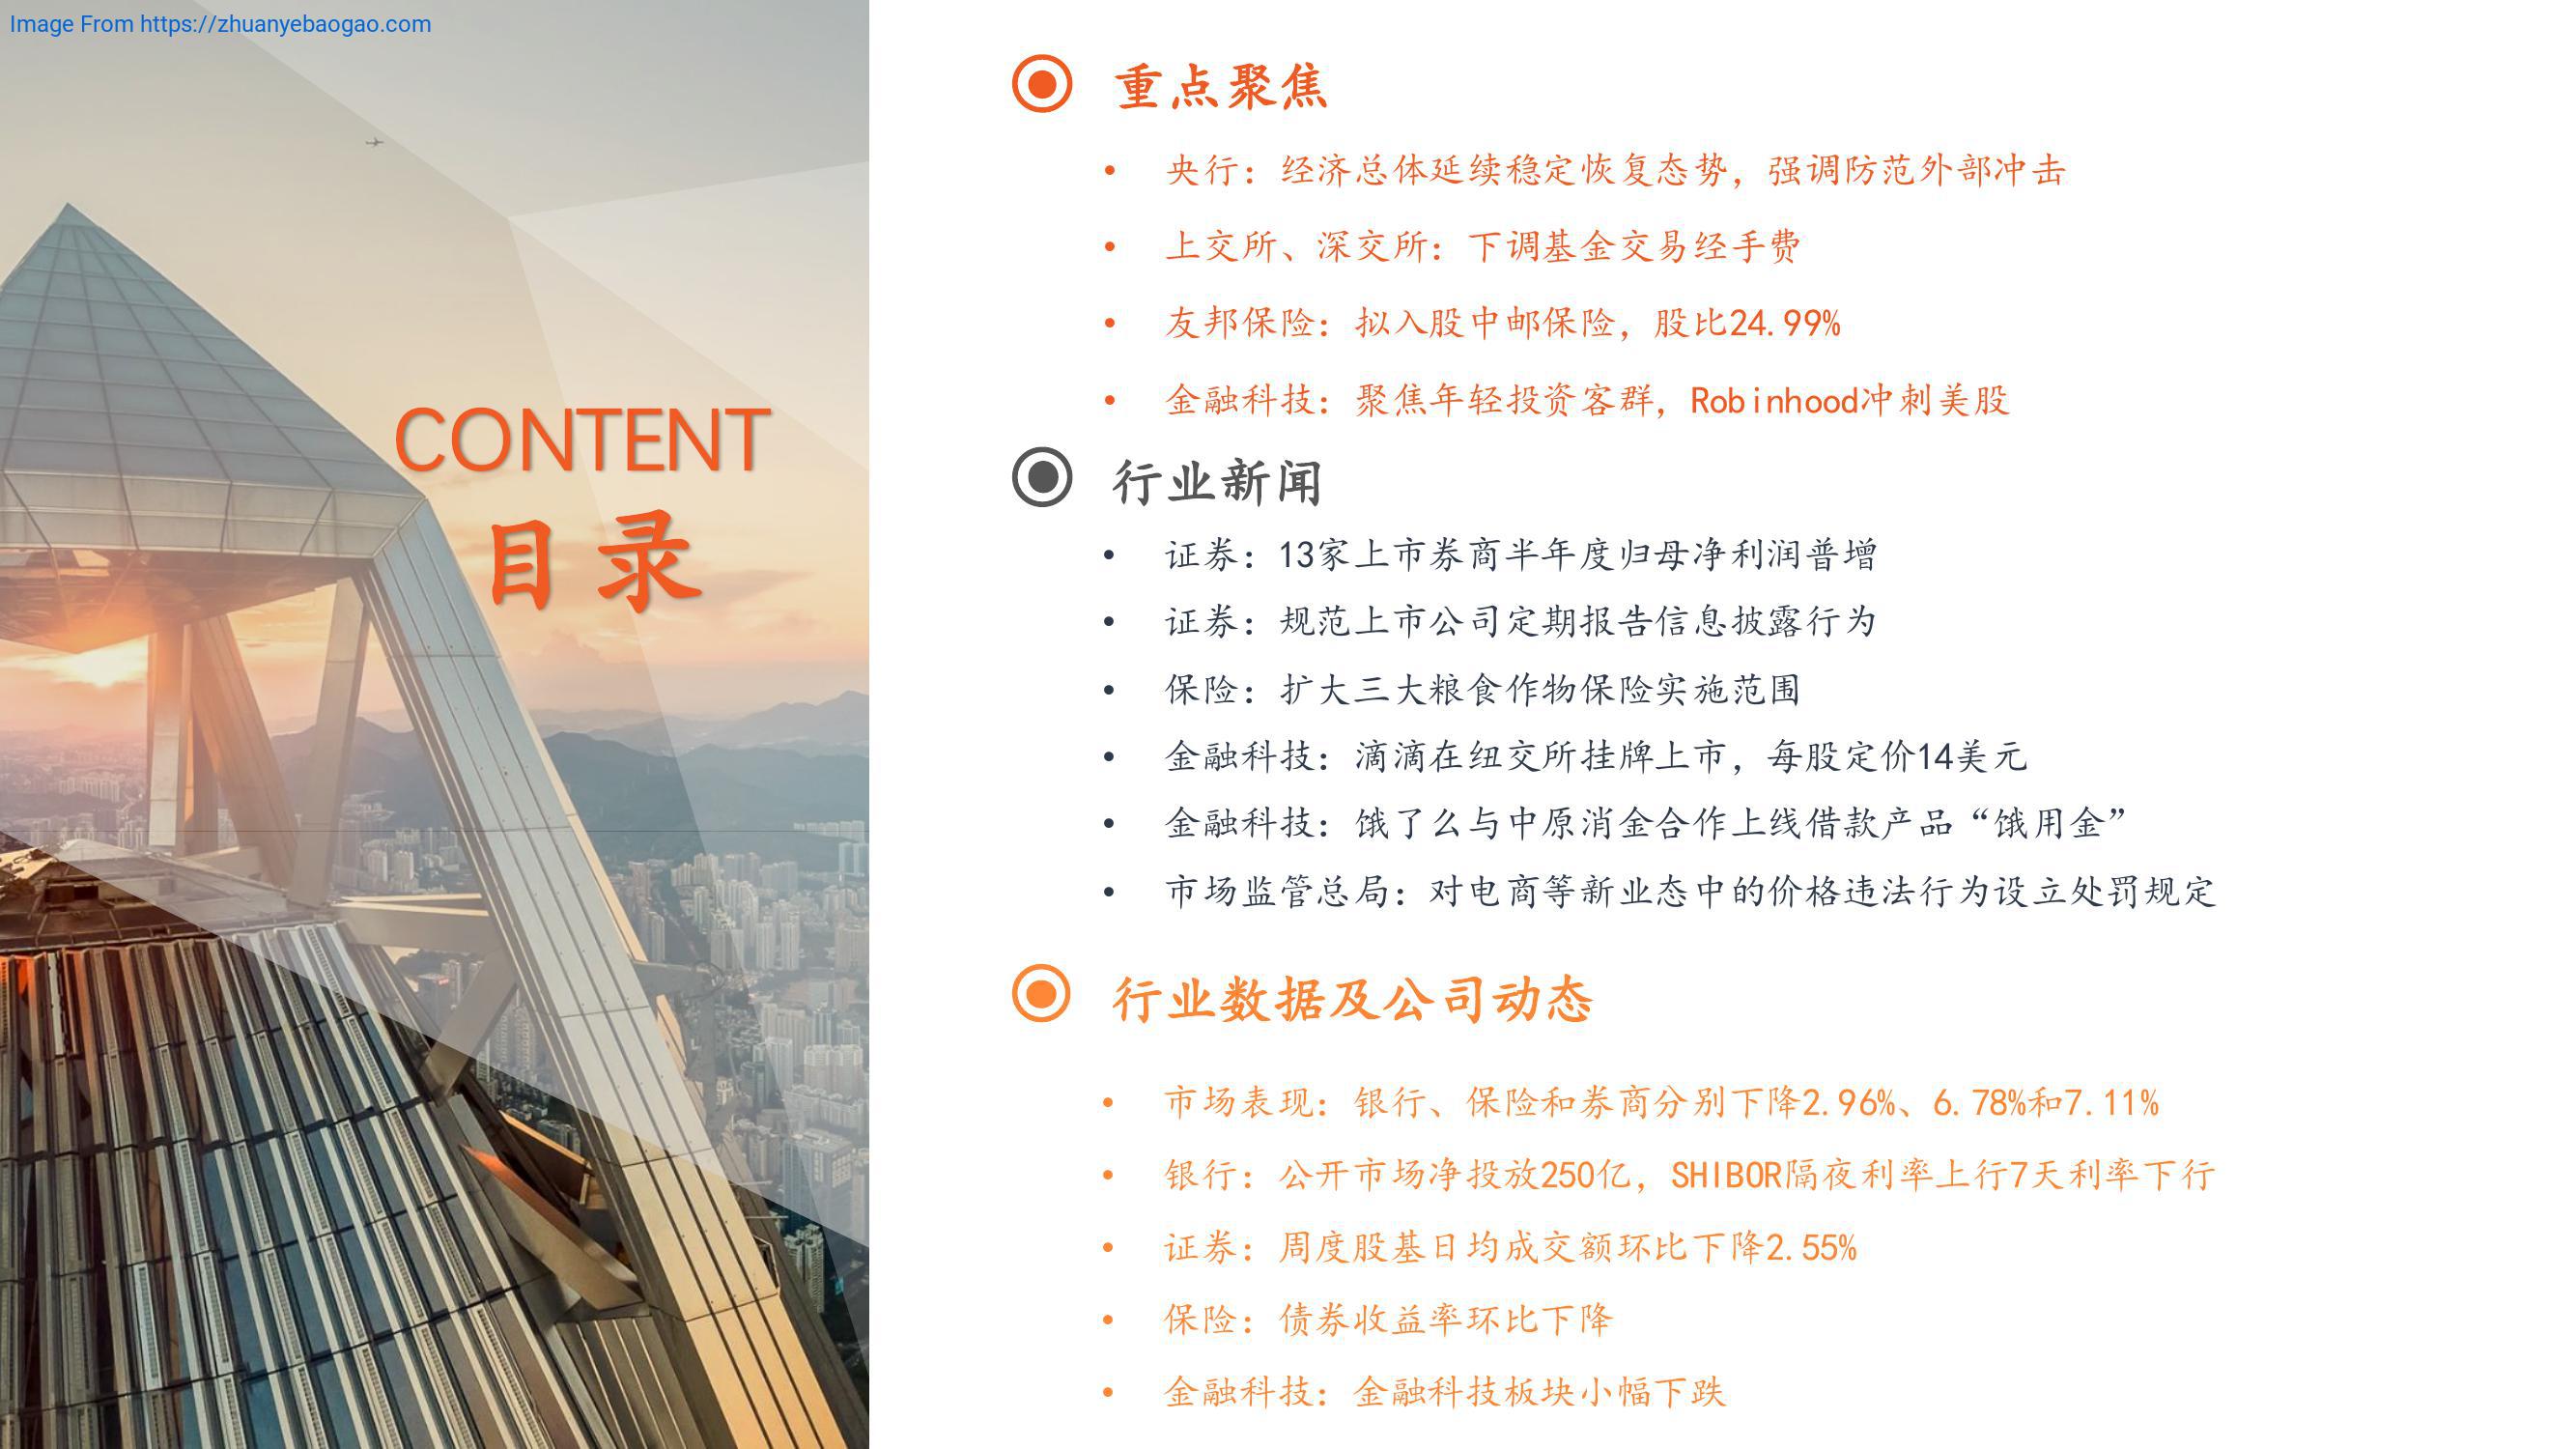 Image From https://zhuanyebaogao.com
CONTENT
目录
重点聚焦
• 央行：经济总体延续稳定恢复态势，强调防范外部冲击
• 上交所、深交所：下调基金交易经手费
• 友邦保险：拟入股中邮保险，股比24.99%
• 金融科技：聚焦年轻投资客群，Robinhood冲刺美股
行业新闻
• 证券：13家上市券商半年度归母净利润普增
• 证券：规范上市公司定期报告信息披露行为
• 保险：扩大三大粮食作物保险实施范围
• 金融科技：滴滴在纽交所挂牌上市，每股定价14美元
• 金融科技：饿了么与中原消金合作上线借款产品“饿用金”
• 市场监管总局：对电商等新业态中的价格违法行为设立处罚规定
行业数据及公司动态
• 市场表现：银行、保险和券商分别下降2.96%、6.78%和7.11%
• 银行：公开市场净投放250亿，SHIBOR隔夜利率上行7天利率下行
• 证券：周度股基日均成交额环比下降2.55%
• 保险：债券收益率环比下降
• 金融科技：金融科技板块小幅下跌